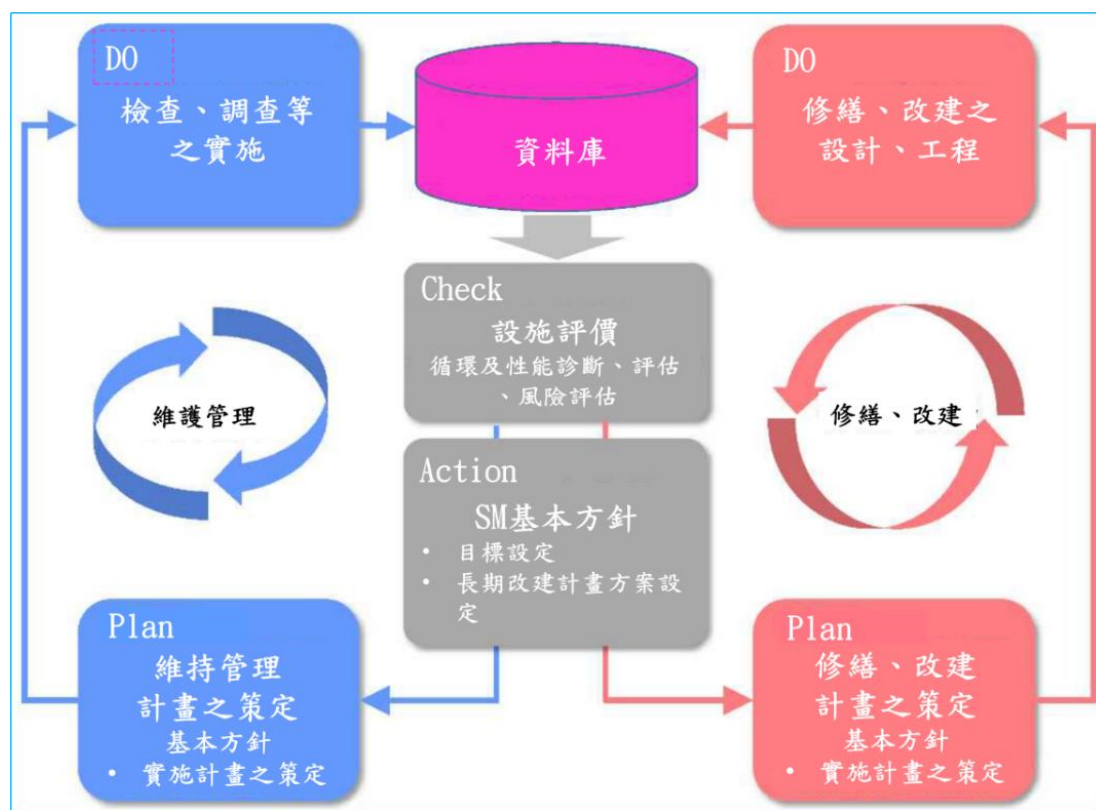 DO
檢查、調查等
之實施
資料庫
DO
修繕、改建之
設計、工程
Check
設施評價
循環及性能診斷、評估
、風險評估
維護管理
修繕、改建
Action
SM基本方針
• 目標設定
• 長期改建計畫方案設
定
Plan
維持管理
計畫之策定
基本方針
• 實施計畫之策定
Plan
修繕、改建
計畫之策定
基本方針
• 實施計畫之策定